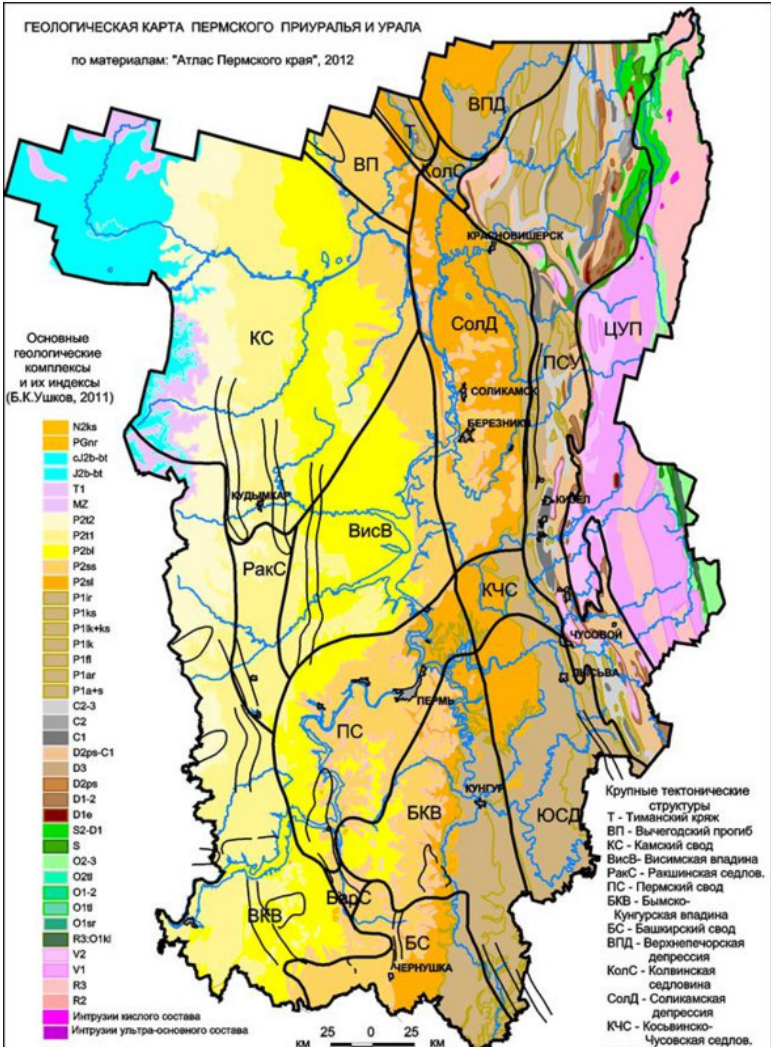 ГЕОЛОГИЧЕСКАЯ КАРТА ПЕРМСКОГО ПРИУРАЛЬЯ И УРАЛА
по материалам: "Атлас Пермского края", 2012
ВПД
Т
ВП
КолС
КРАСНОВИШЕРСК
ЦУП
СолД
КС
ПСУ
СОЛИКАМСК
БЕРЕЗНИКИ
КИЗЕЛ
КУДЫМКАР
ВисВ
РакС
КЧС
ЧУСОВОЙ
ЛЫСЬВА
ПЕРМЬ
ПС
КУНГУР
БКВ
ЮСД
БарС
ВКВ
БС
ЧЕРНУШКА
Основные
геологические
комплексы
и их индексы
(Б.К.Ушков, 2011)
N2ks
PGnr
cJ2b-bt
J2b-bt
T1
MZ
P2t2
P2t1
P2bl
P2ss
P2sl
P1ir
P1ks
P1lk+ks
P1lk
P1fl
P1ar
P1a+s
C2-3
C2
C1
D2ps-C1
D3
D2ps
D1-2
D1e
S2-D1
S
O2-3
O2tl
O1-2
O1tl
O1sr
R3:O1kl
V2
V1
R3
R2
Интрузии кислого состава
Интрузии ультра-основного состава
км 25 0 25 км
Крупные тектонические
структуры
Т - Тиманский кряж
ВП - Вычегодский прогиб
КС - Камский свод
ВисВ- Висимская впадина
РакС - Ракшинская седлов.
ПС - Пермский свод
БКВ - Бымско-
Кунгурская впадина
БС - Башкирский свод
ВПД - Верхнепечорская
депрессия
КолС - Колвинская
седловина
СолД - Соликамская
депрессия
КЧС - Косьвинско-
Чусовская седлов.